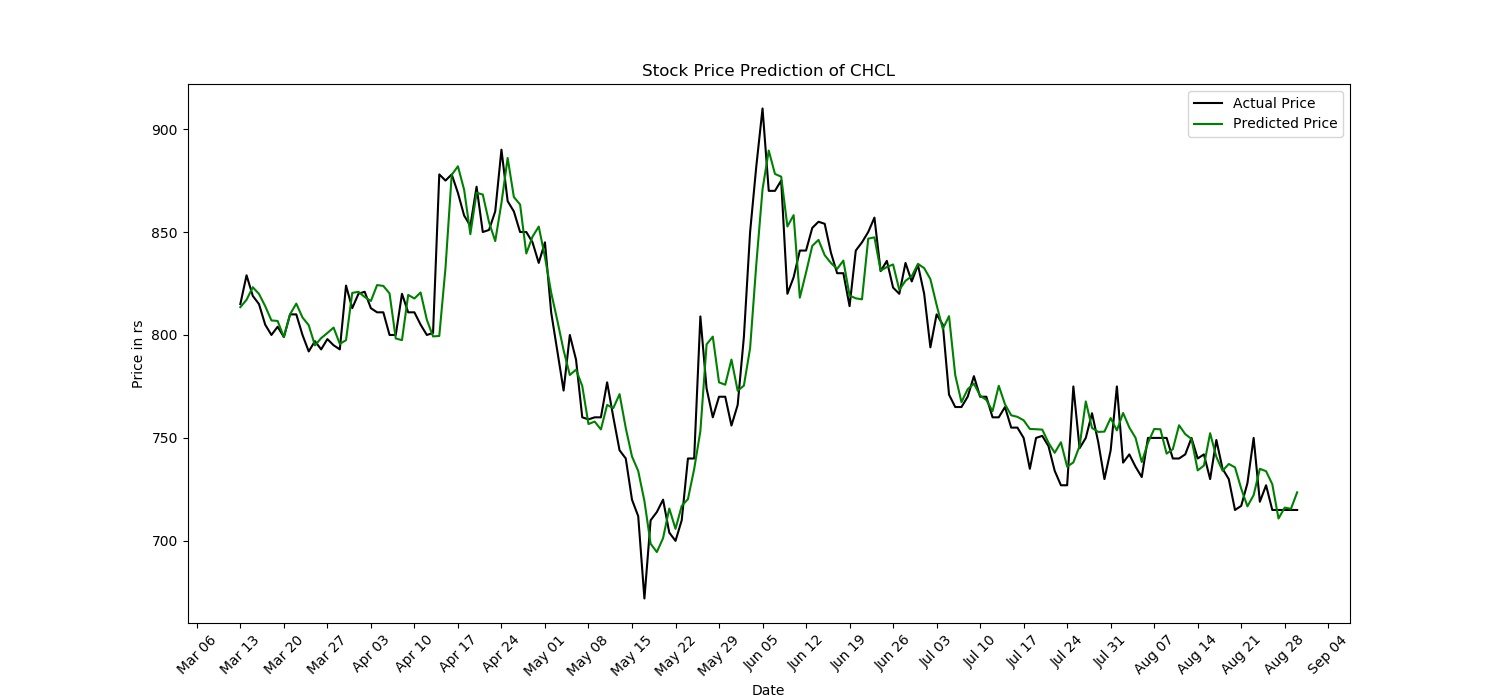 Stock Price Prediction of CHCL
Actual Price
Predicted Price
Price in rs
900
850
800
750
700
Mar 06
Mar 13
Mar 20
Mar 27
Apr 03
Apr 10
Apr 17
Apr 24
May 01
May 08
May 15
May 22
May 29
Jun 05
Jun 12
Jun 19
Jun 26
Jul 03
Jul 10
Jul 17
Jul 24
Jul 31
Aug 07
Aug 14
Aug 21
Aug 28
Sep 04
Date